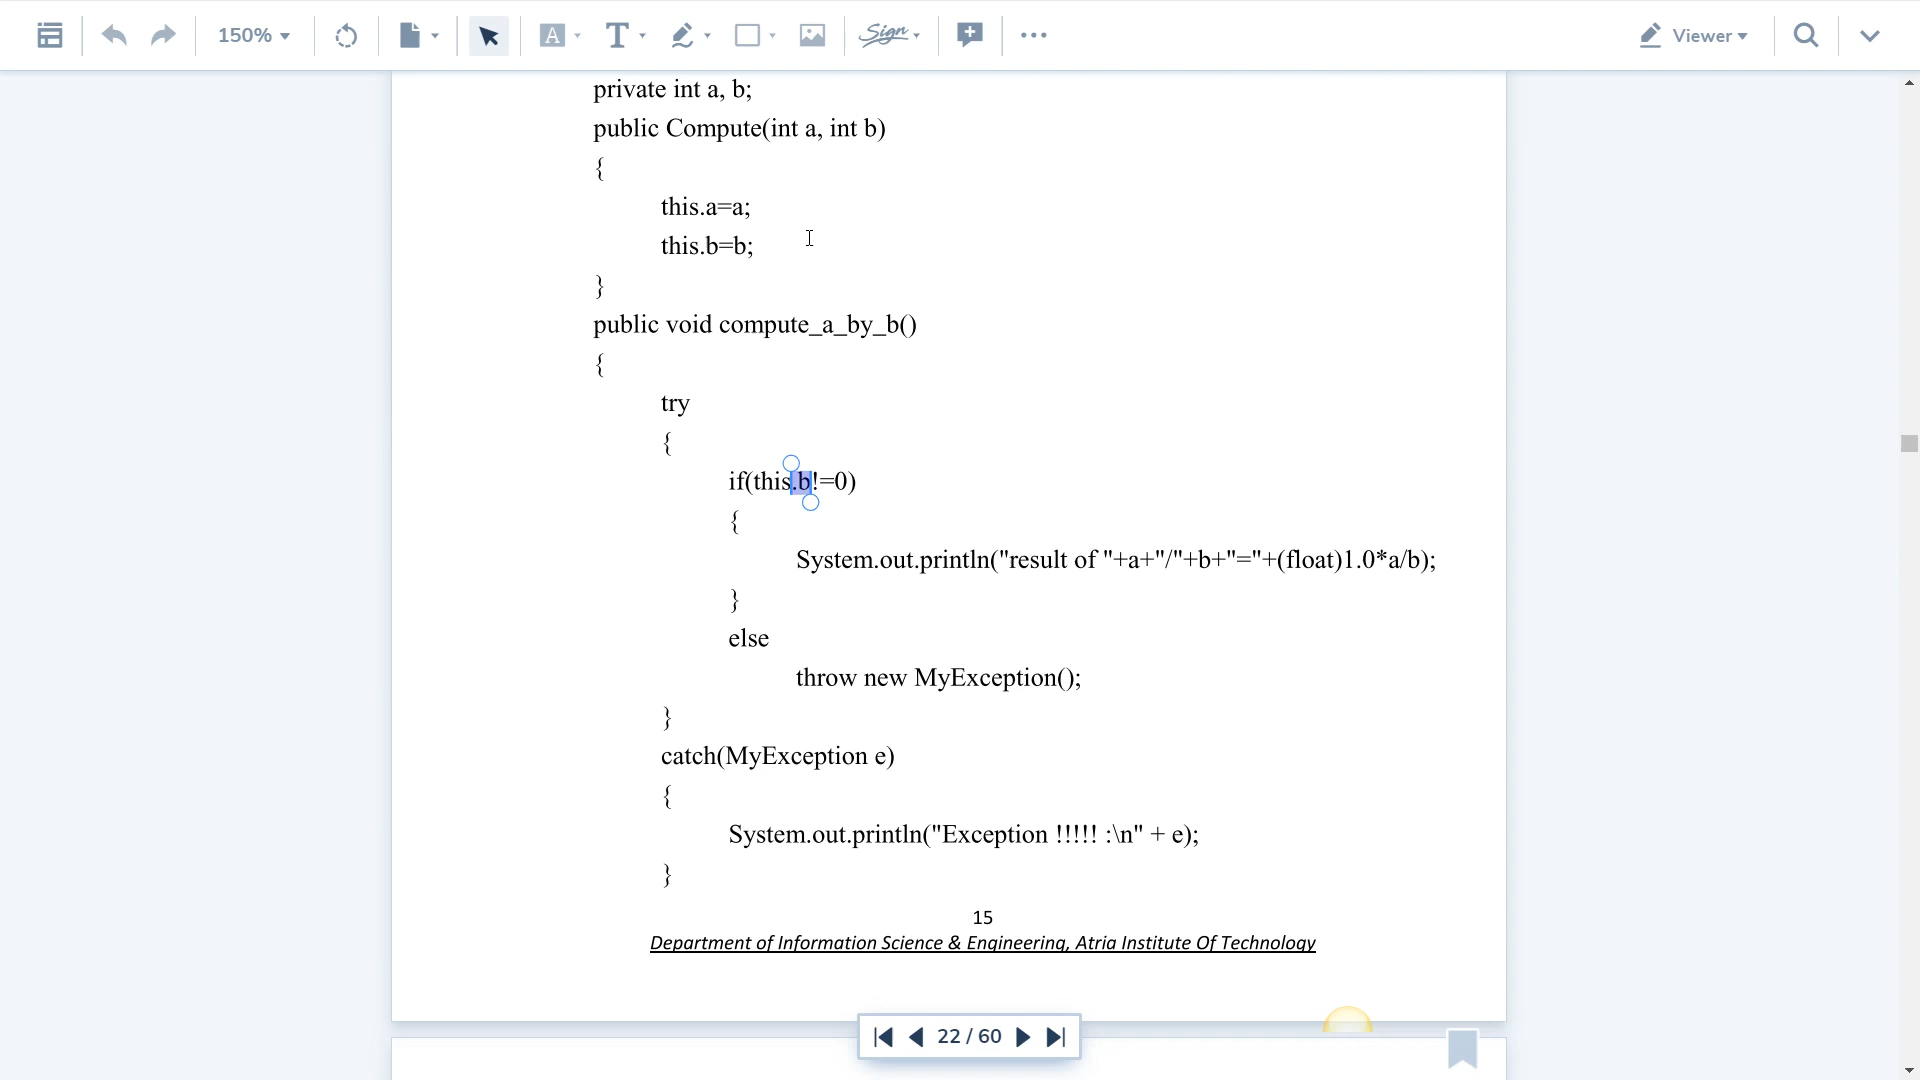 150%
A
T
Sign
Viewer
private int a, b;
public Compute(int a, int b)
{
this.a=a;
this.b=b;
}
public void compute_a_by_b()
{
try
{
if(this.b!=0)
{
System.out.println("result of "+a+"/"+b+"="+(float)1.0*a/b);
}
else
throw new MyException();
}
catch(MyException e)
{
System.out.println("Exception !!!!! :\n" + e);
}
15
Department of Information Science & Engineering, Atria Institute Of Technology
22 / 60